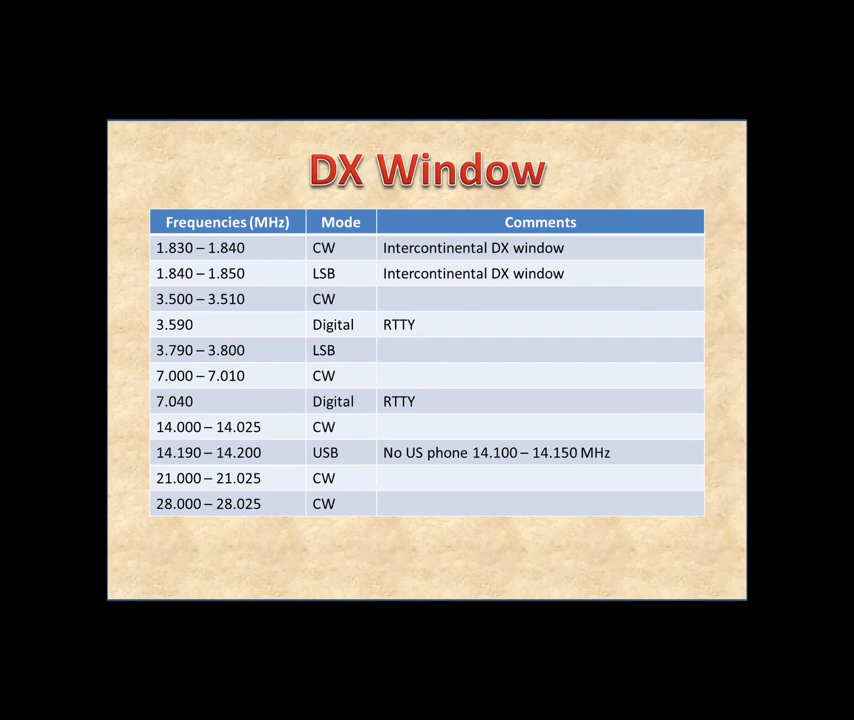 DX Window
Frequencies (MHz) Mode Comments
1.830 – 1.840 CW Intercontinental DX window
1.840 – 1.850 LSB Intercontinental DX window
3.500 – 3.510 CW
3.590 Digital RTTY
3.790 – 3.800 LSB
7.000 – 7.010 CW
7.040 Digital RTTY
14.000 – 14.025 CW
14.190 – 14.200 USB No US phone 14.100 – 14.150 MHz
21.000 – 21.025 CW
28.000 – 28.025 CW